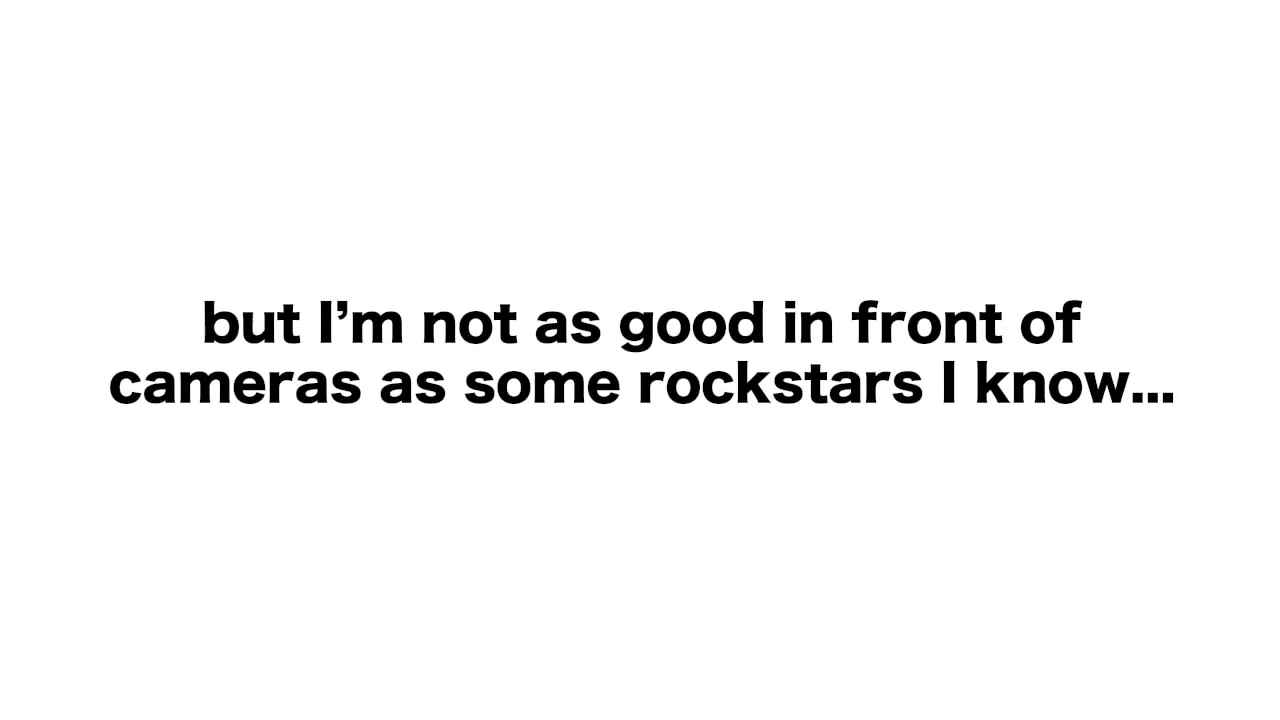 but I’m not as good in front of
cameras as some rockstars I know...